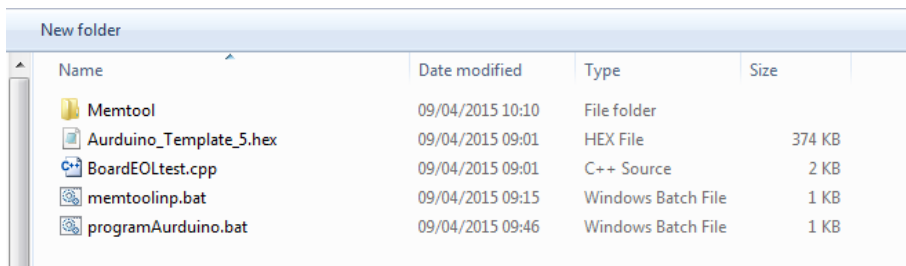 New folder
Name Date modified Type Size
Memtool 09/04/2015 10:10 File folder
Aurduino_Template_5.hex 09/04/2015 09:01 HEX File 374 KB
C++ BoardEOLtest.cpp 09/04/2015 09:01 C++ Source 2 KB
memtoolinp.bat 09/04/2015 09:15 Windows Batch File 1 KB
programAurduino.bat 09/04/2015 09:46 Windows Batch File 1 KB